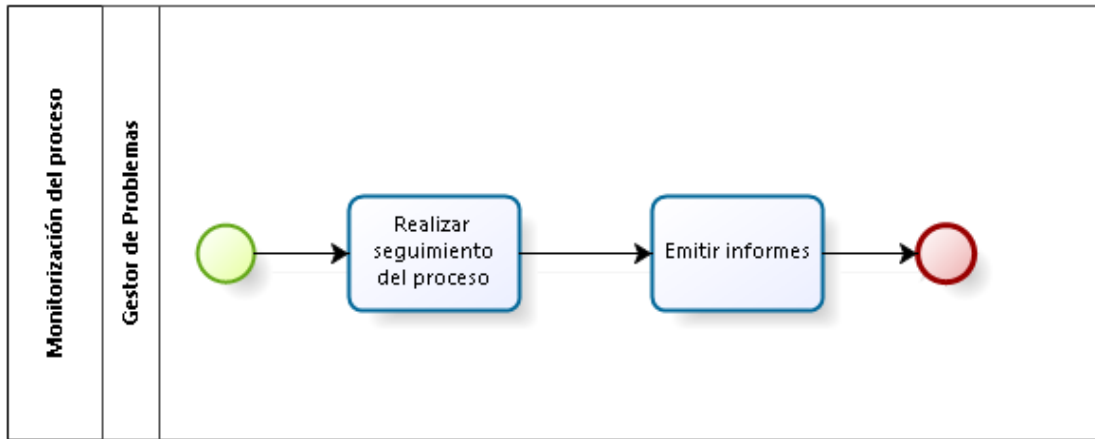 Monitorización del proceso
Gestor de Problemas
Realizar
seguimiento
del proceso
Emitir informes